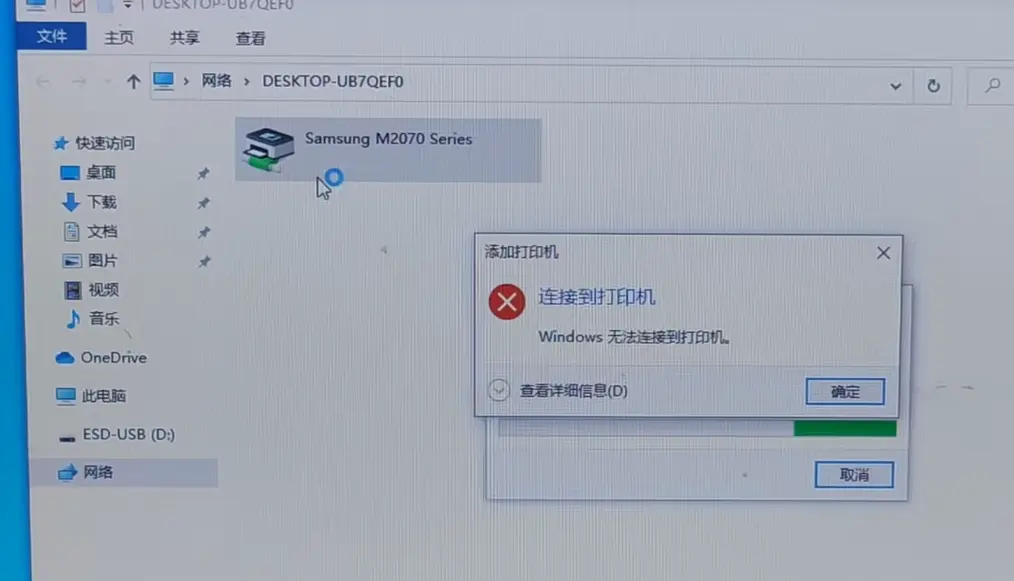 DESKTOP-UB7QEF0
文件 主页 共享 查看
网络 DESKTOP-UB7QEF0
快速访问
桌面
下载
文档
图片
视频
音乐
OneDrive
此电脑
ESD-USB (D:)
网络
Samsung M2070 Series
添加打印机
连接到打印机
Windows 无法连接到打印机。
查看详细信息(D)
确定
取消